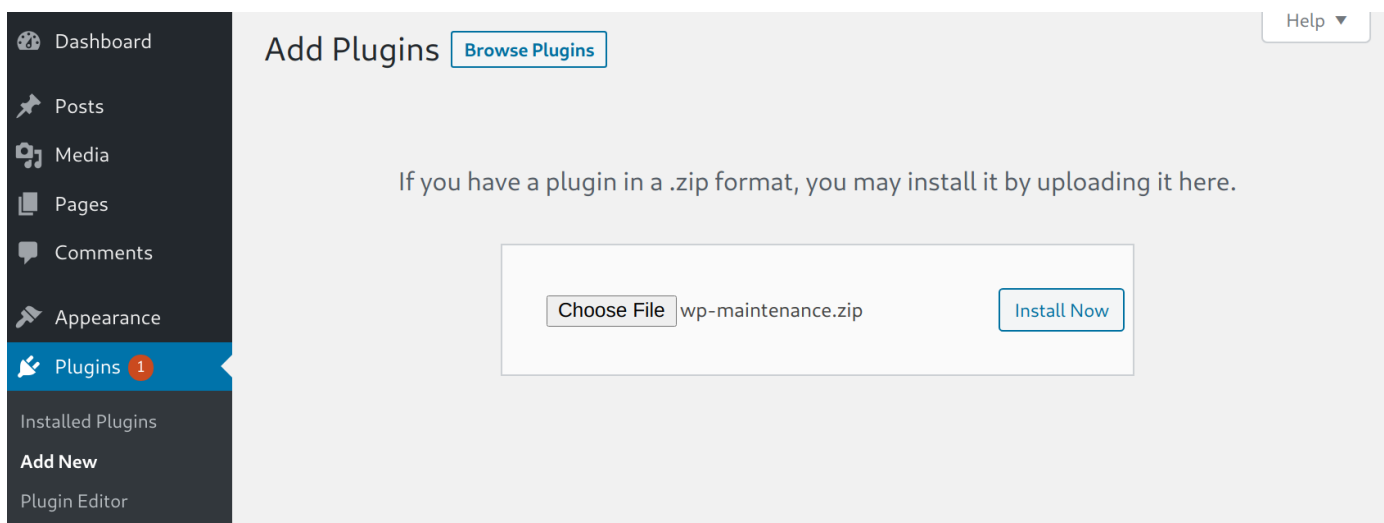 Dashboard
Posts
Media
Pages
Comments
Appearance
Plugins 1
Installed Plugins
Add New
Plugin Editor
Help ▼
Add Plugins Browse Plugins
If you have a plugin in a .zip format, you may install it by uploading it here.
Choose File wp-maintenance.zip Install Now